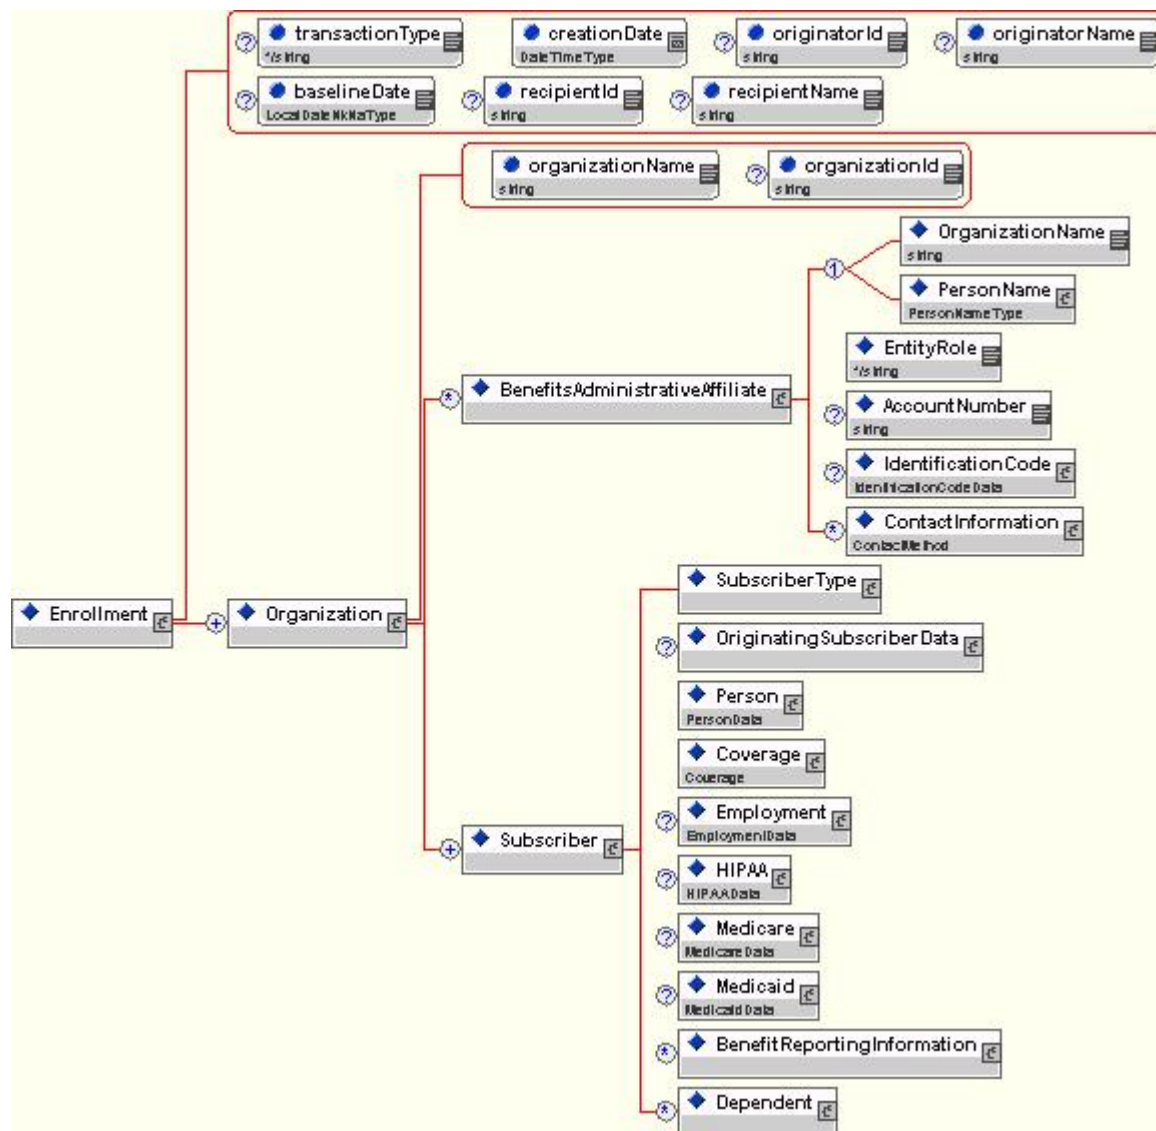 transactionType creationDate originatorId originatorName
*/string DateTimeType string string
? ? ?
baselineDate recipientId recipientName
LocalDateNkNaType string string
? ? ?
organizationName organizationId
string string
?
OrganizationName
string
1
PersonName
PersonNameType
EntityRole
*/string
* BenefitsAdministrativeAffiliate
? AccountNumber
string
? IdentificationCode
IdentificationCodeData
* ContactInformation
ContactMethod
SubscriberType
Enrollment + Organization
? OriginatingSubscriberData
Person
PersonData
Coverage
Coverage
? Employment
EmploymentData
+ Subscriber
? HIPAA
HIPAAData
? Medicare
MedicareData
? Medicaid
MedicaidData
* BenefitReportingInformation
* Dependent